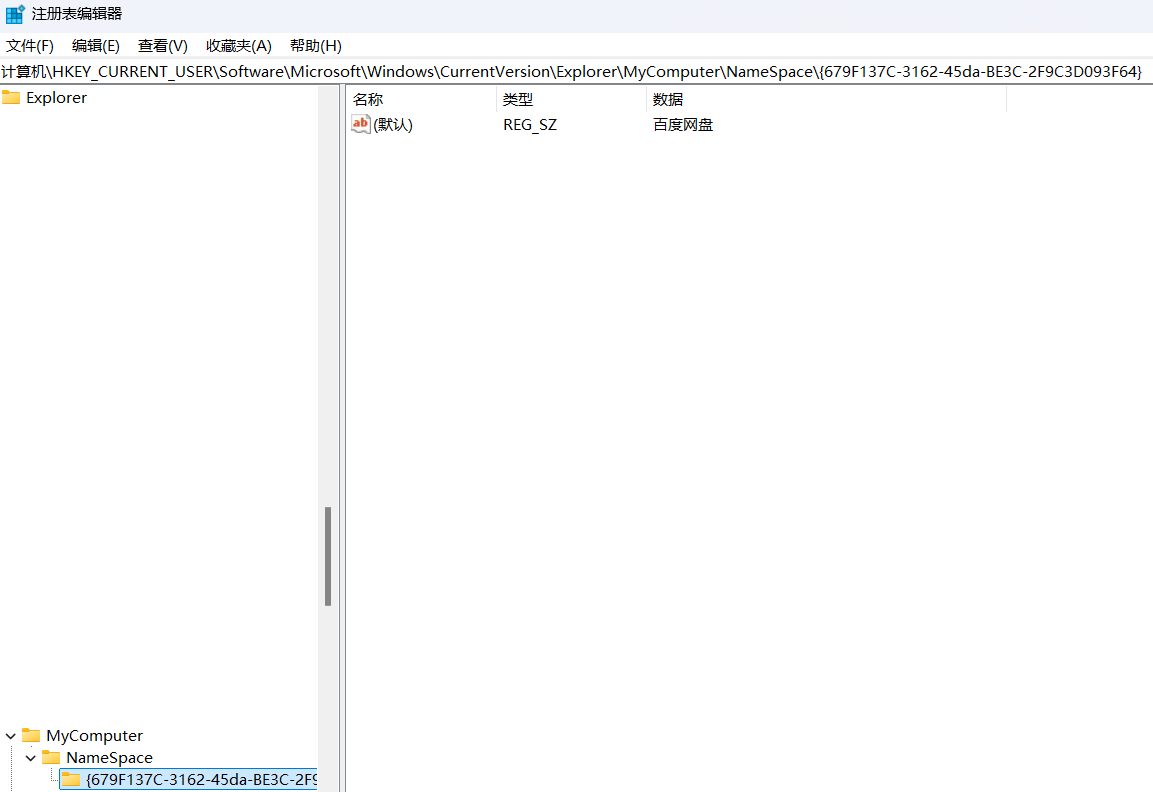 注册表编辑器
文件(F) 编辑(E) 查看(V) 收藏夹(A) 帮助(H)
计算机\HKEY_CURRENT_USER\Software\Microsoft\Windows\CurrentVersion\Explorer\MyComputer\NameSpace\{679F137C-3162-45da-BE3C-2F9C3D093F64}
Explorer
名称 类型 数据
ab (默认) REG_SZ 百度网盘
MyComputer
NameSpace
{679F137C-3162-45da-BE3C-2F9